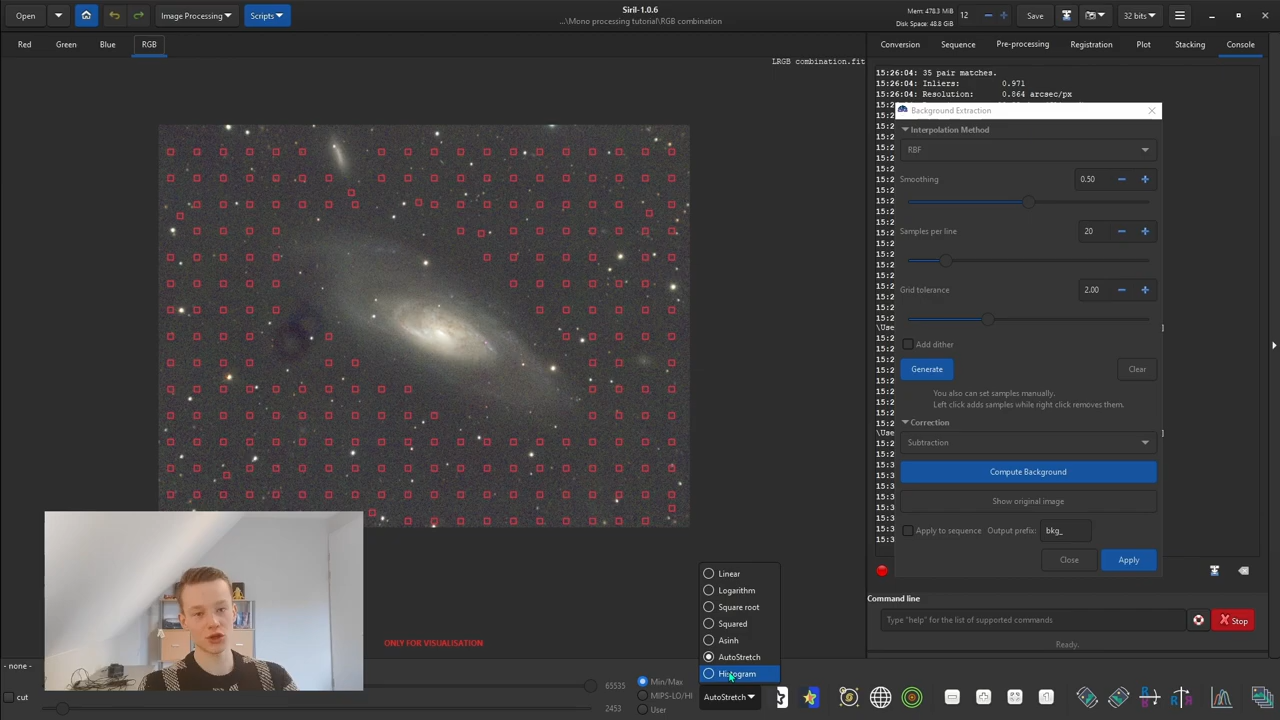 Open
Image Processing
Scripts
Siril-1.0.6
...\Mono processing tutorial\RGB combination
Mem: 478.3 MiB
Disk Space: 48.8 GiB
12
Save
32 bits
Red
Green
Blue
RGB
Conversion
Sequence
Pre-processing
Registration
Plot
Stacking
Console
LRGB combination.fit
15:26:04: 35 pair matches.
15:26:04: Inliers: 0.971
15:26:04: Resolution: 0.864 arcsec/px
Background Extraction
Interpolation Method
RBF
Smoothing
0.50
Samples per line
20
Grid tolerance
2.00
Add dither
Generate
Clear
You also can set samples manually.
Left click adds samples while right click removes them.
Correction
Subtraction
Compute Background
Show original image
Apply to sequence
Output prefix:
bkg_
Close
Apply
Linear
Logarithm
Square root
Squared
Asinh
AutoStretch
Histogram
ONLY FOR VISUALISATION
Command line
Type "help" for the list of supported commands
Stop
Ready.
- none -
cut
65535
2453
Min/Max
MIPS-LO/HI
User
AutoStretch